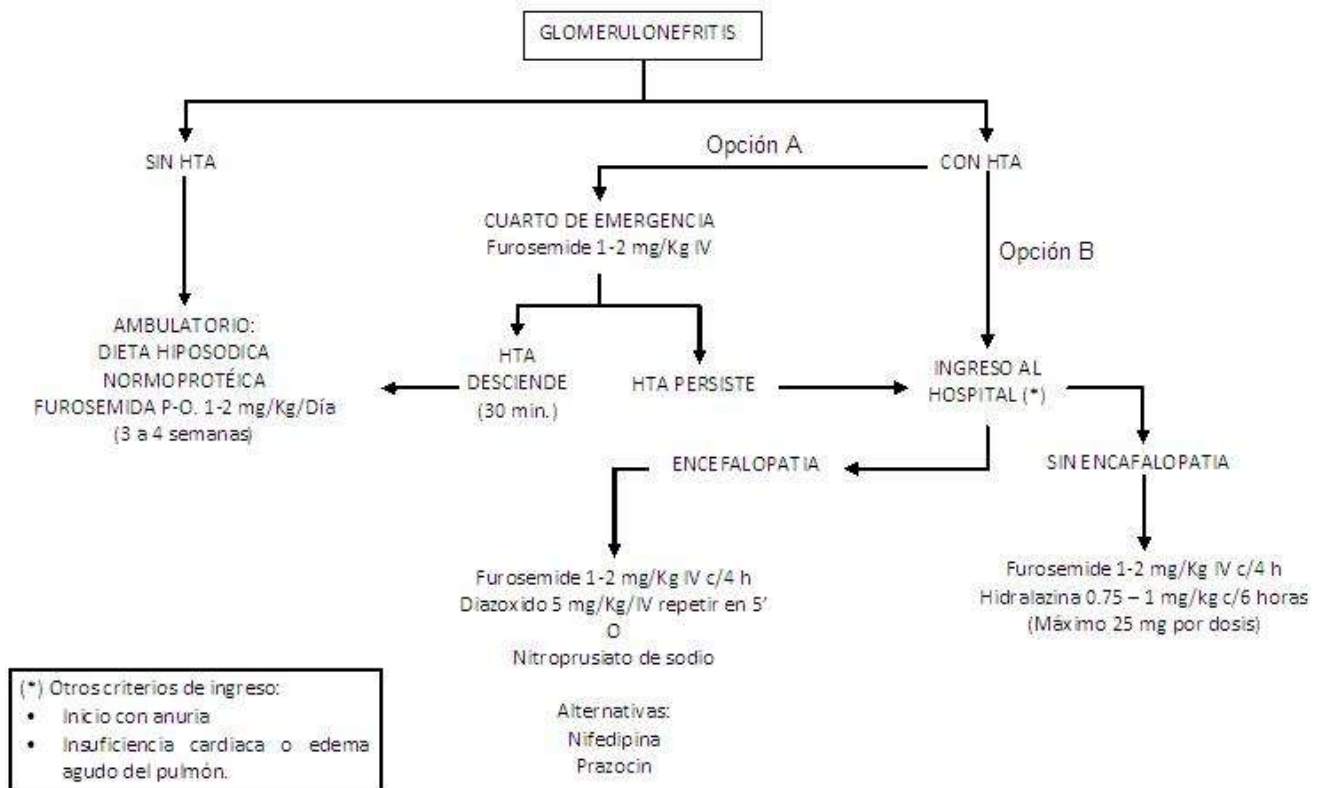 GLOMERULONEFRITIS
SIN HTA
Opción A
CON HTA
CUARTO DE EMERGENCIA
Furosemide 1-2 mg/Kg IV
Opción B
AMBULATORIO:
DIETA HIPOSODICA
NORMOPROTÉICA
FUROSEMIDA P-O. 1-2 mg/Kg/Día
(3 a 4 semanas)
HTA
DESCIENDE
(30 min.)
HTA PERSISTE
INGRESO AL
HOSPITAL (*)
ENCEFALOPATIA
SIN ENCAFALOPATIA
Furosemide 1-2 mg/Kg IV c/4 h
Diazoxido 5 mg/Kg/IV repetir en 5’
O
Nitroprusiato de sodio
Alternativas:
Nifedipina
Prazocin
Furosemide 1-2 mg/Kg IV c/4 h
Hidralazina 0.75 – 1 mg/kg c/6 horas
(Máximo 25 mg por dosis)
(*) Otros criterios de ingreso:
• Inicio con anuria
• Insuficiencia cardiaca o edema
agudo del pulmón.